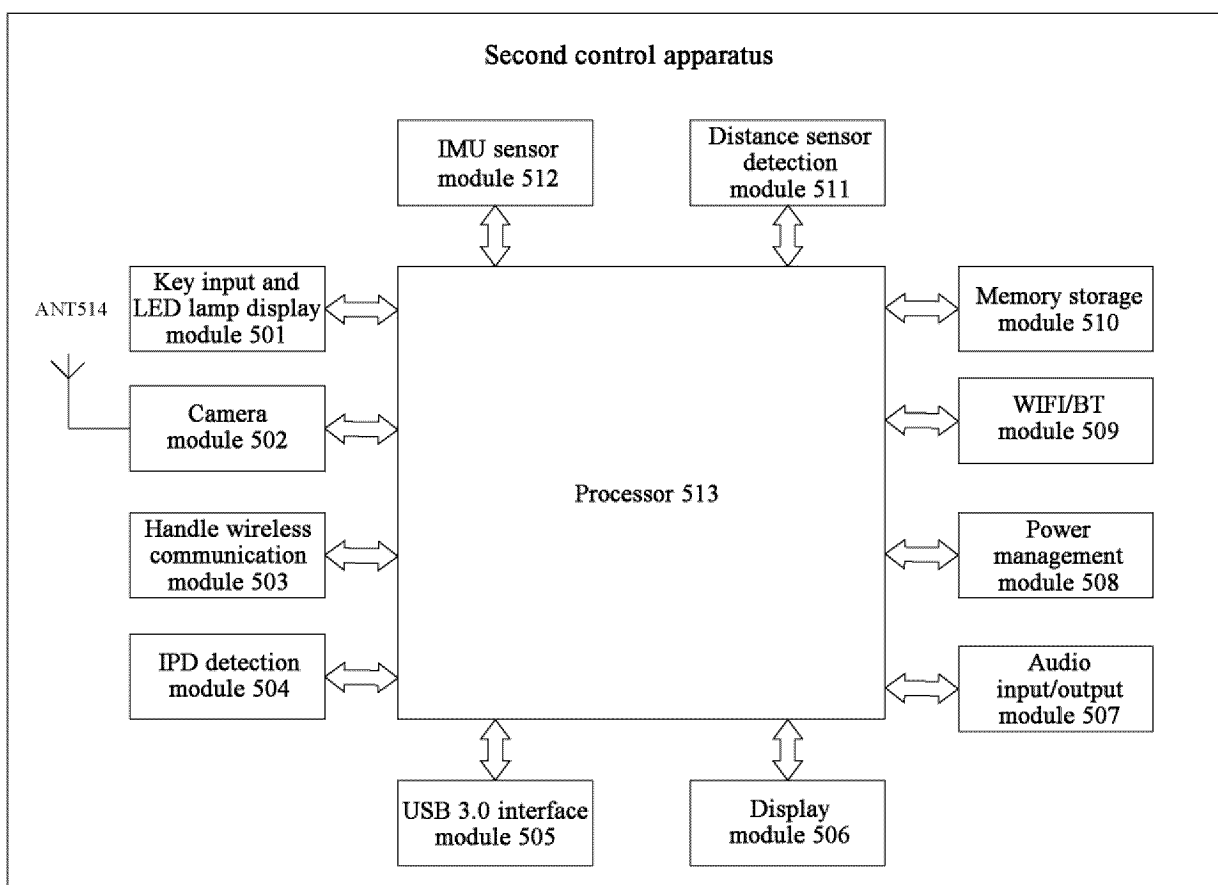 Second control apparatus
IMU sensor
module 512
Distance sensor
detection
module 511
Key input and
LED lamp display
module 501
ANT514
Memory storage
module 510
Camera
module 502
WIFI/BT
module 509
Processor 513
Handle wireless
communication
module 503
Power
management
module 508
IPD detection
module 504
Audio
input/output
module 507
USB 3.0 interface
module 505
Display
module 506